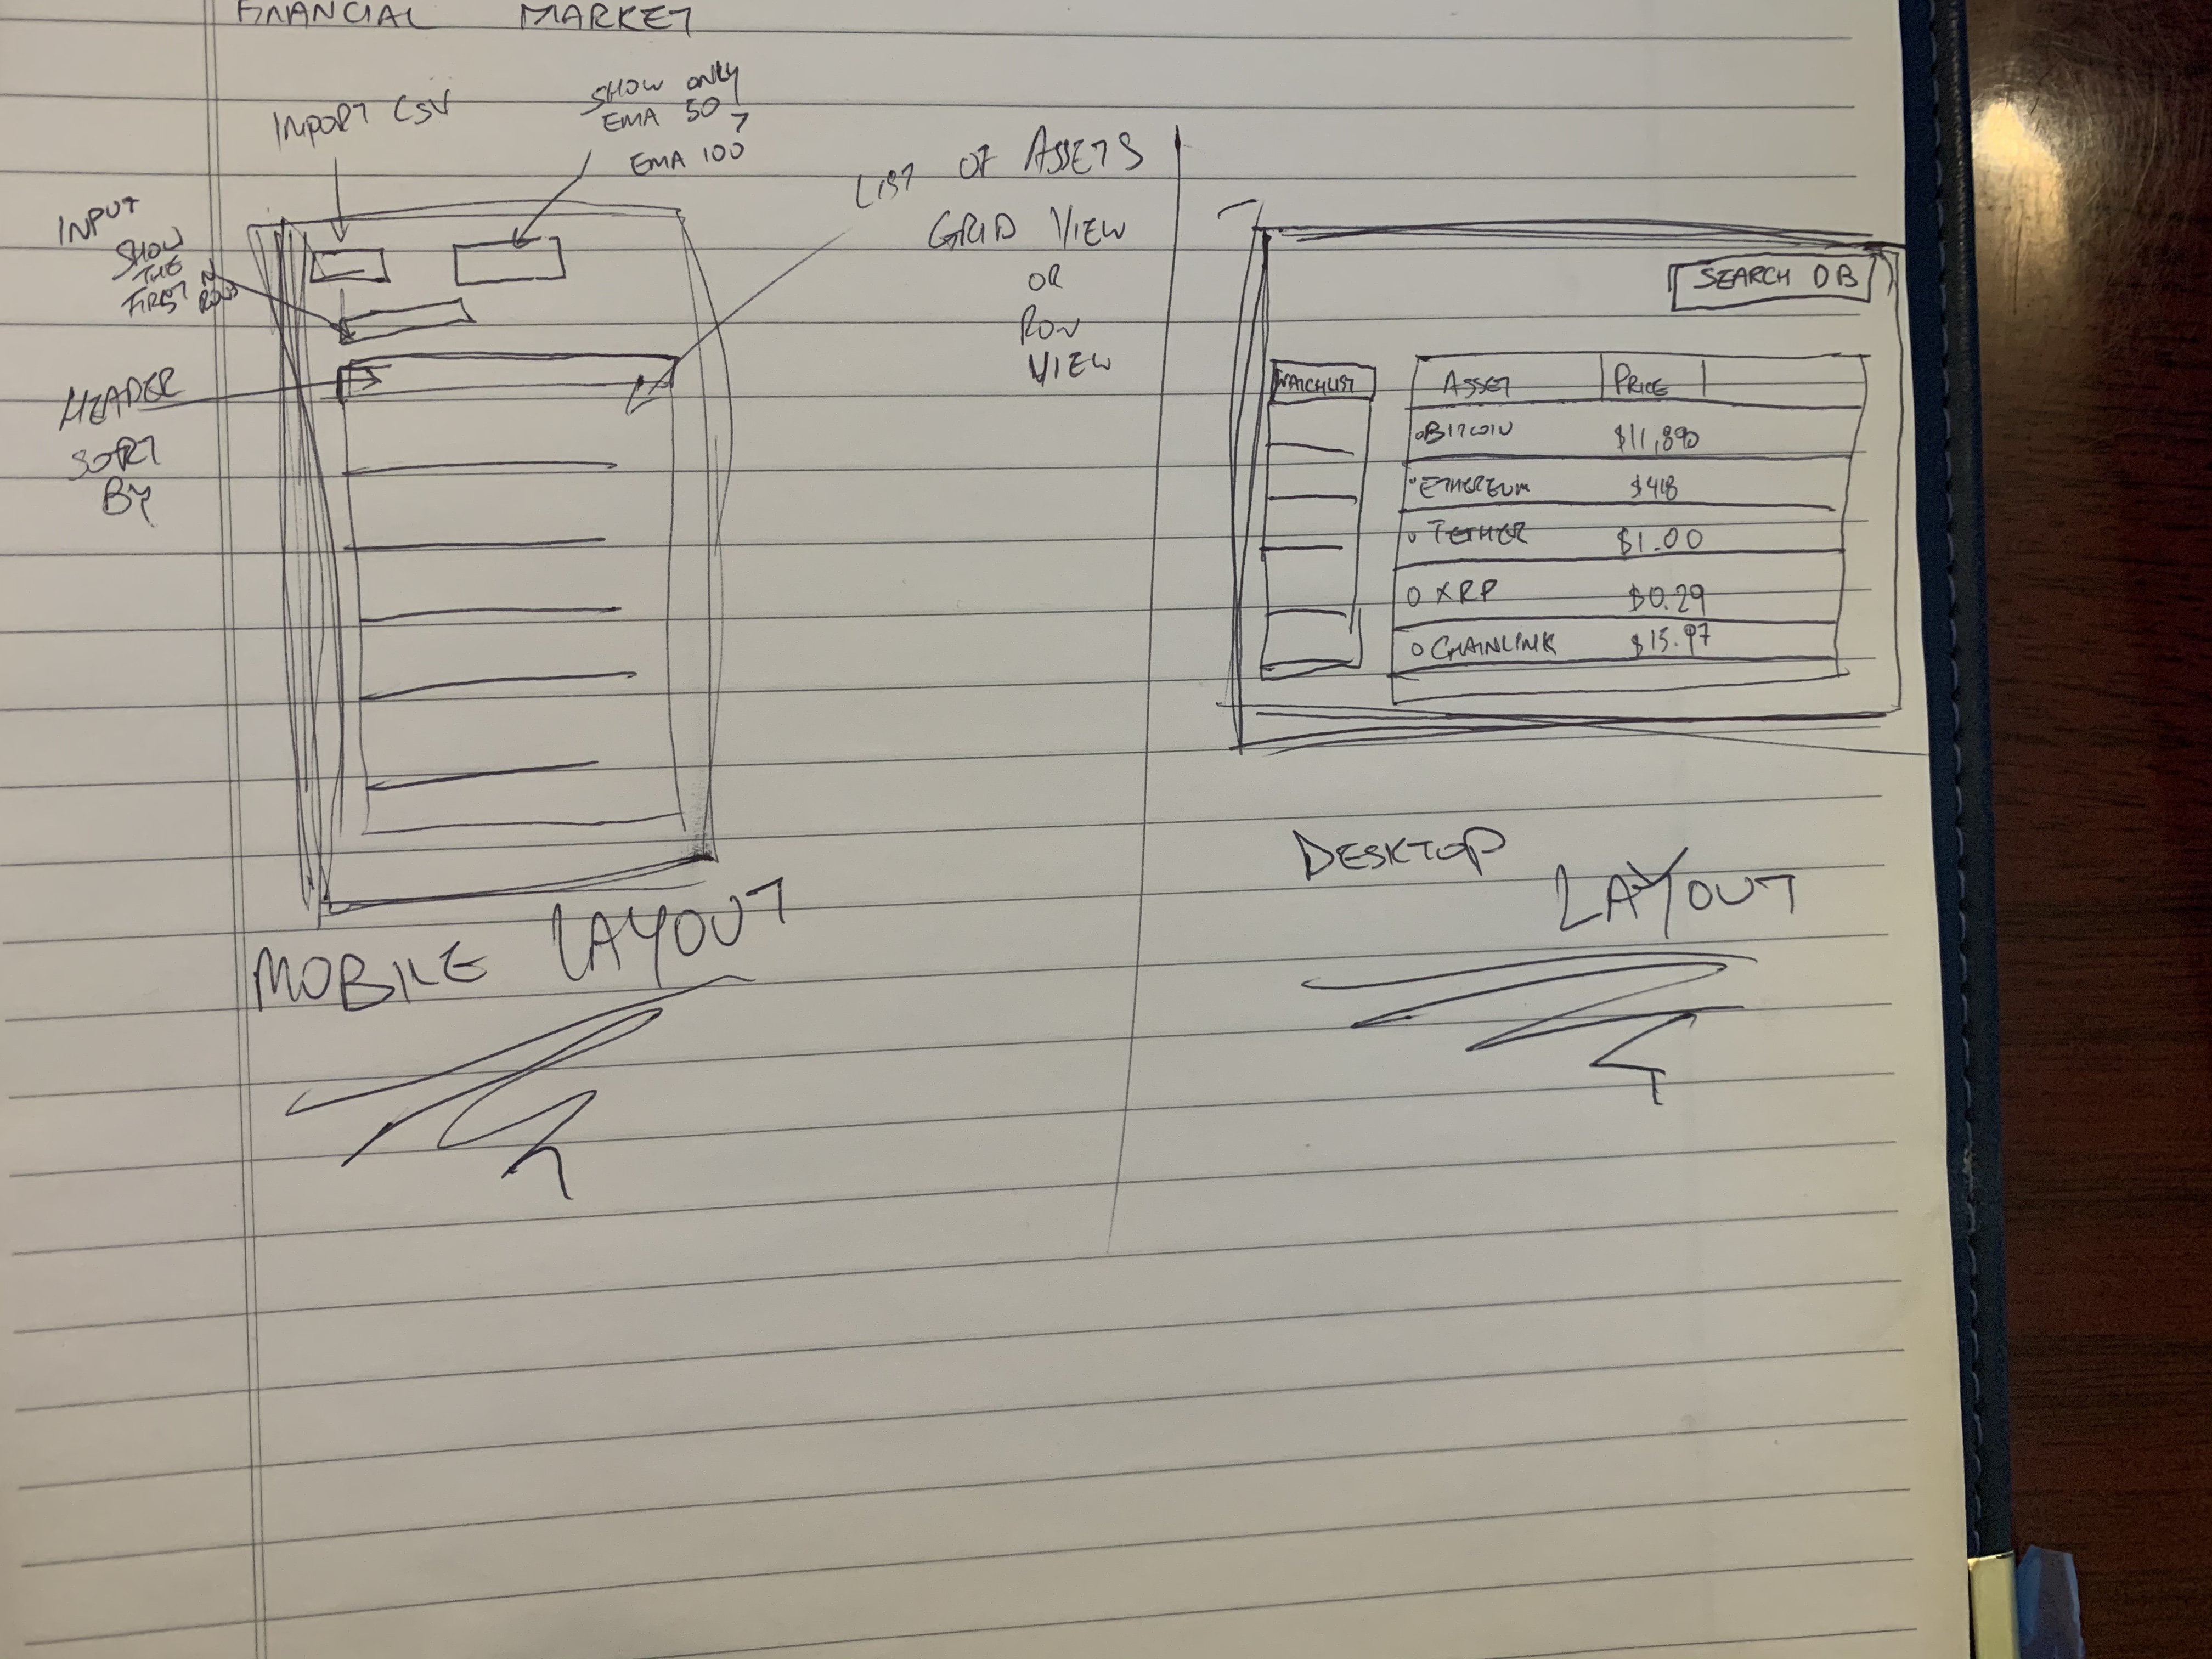 FINANCIAL MARKET
IMPORT CSV
SHOW ONLY
EMA 50 >
EMA 100
INPUT
SHOW
THE
FIRST N
ROWS
HEADER
SORT
BY
LIST OF ASSETS
GRID VIEW
OR
ROW
VIEW
MOBILE LAYOUT
SEARCH DB
WATCHLIST
ASSET PRICE
BITCOIN $11,890
ETHEREUM $418
TETHER $1.00
XRP $0.29
CHAINLINK $15.97
DESKTOP
LAYOUT